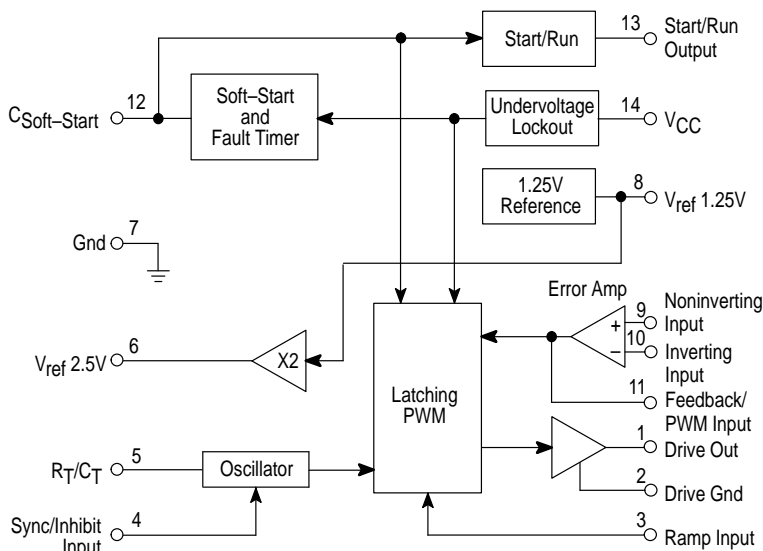 13
Start/Run
Start/Run
Output
CSoft–Start
12
Soft–Start
and
Fault Timer
Undervoltage
Lockout
14
VCC
1.25V
Reference
8
Vref 1.25V
Gnd
7
Error Amp
Noninverting
Input
9
+
10
–
Inverting
Input
Vref 2.5V
6
X2
Latching
PWM
11
Feedback/
PWM Input
1
Drive Out
RT/CT
5
Oscillator
2
Drive Gnd
Sync/Inhibit
Input
4
3
Ramp Input